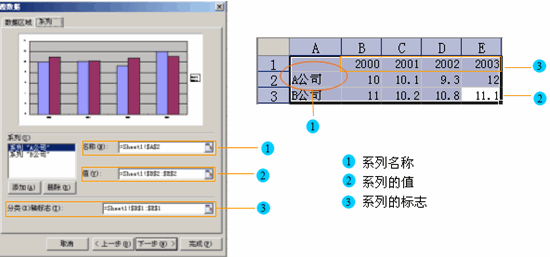 源数据
数据区域 系列
系列(S)
系列 "A公司"
系列 "B公司"
名称(N): =Sheet1!$A$2
值(Y): =Sheet1!$B$2:$E$2
添加(A) 删除(R)
分类(X)轴标志(T): =Sheet1!$B$1:$E$1
取消 <上一步(B) 下一步(N)> 完成(F)
1
2
3
A B C D E
1 2000 2001 2002 2003
2 A公司 10 10.1 9.3 12
3 B公司 11 10.2 10.8 11.1
3
2
1
1 系列名称
2 系列的值
3 系列的标志